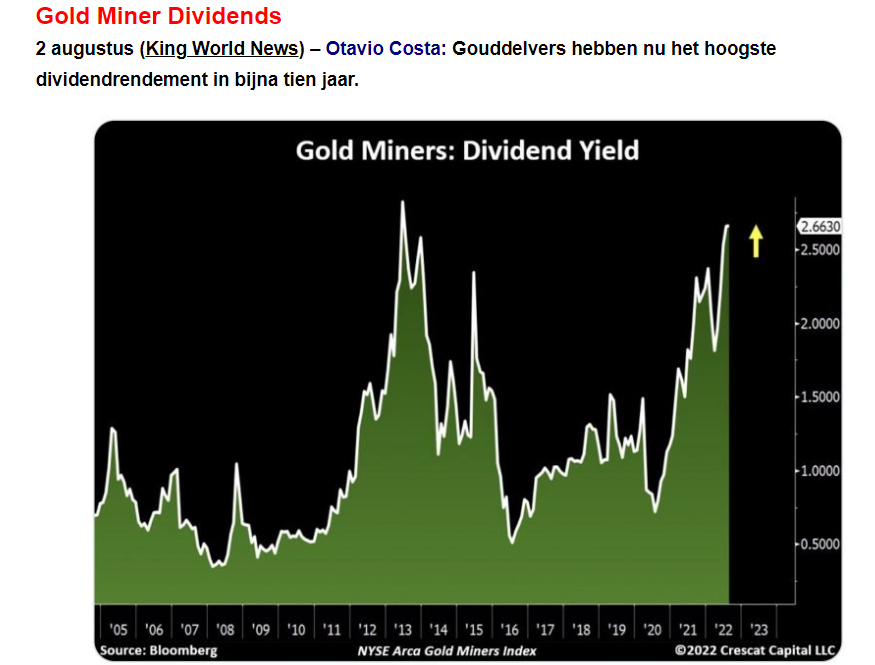 Gold Miner Dividends
2 augustus (King World News) – Otavio Costa: Gouddelvers hebben nu het hoogste
dividendrendement in bijna tien jaar.
Gold Miners: Dividend Yield
2.6630
2.5000
2.0000
1.5000
1.0000
0.5000
'05 '06 '07 '08 '09 '10 '11 '12 '13 '14 '15 '16 '17 '18 '19 '20 '21 '22 '23
Source: Bloomberg NYSE Arca Gold Miners Index ©2022 Crescat Capital LLC